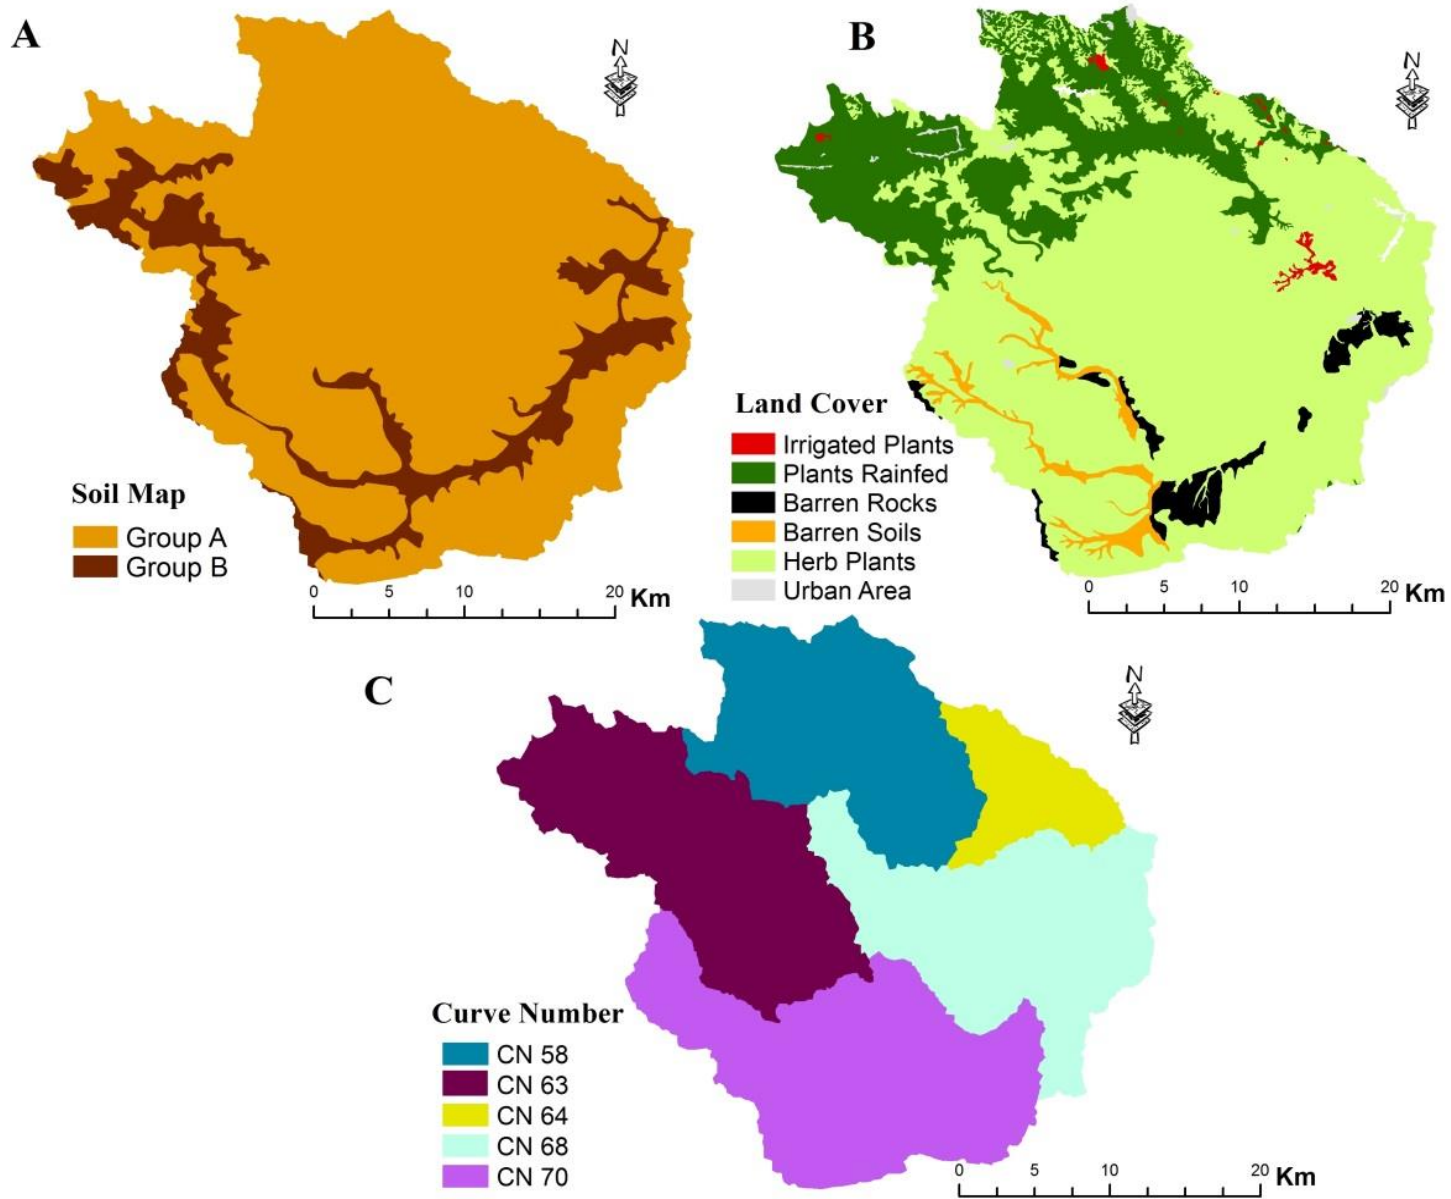 A
N
Soil Map
Group A
Group B
0 5 10 20 Km
B
N
Land Cover
Irrigated Plants
Plants Rainfed
Barren Rocks
Barren Soils
Herb Plants
Urban Area
0 5 10 20 Km
C
N
Curve Number
CN 58
CN 63
CN 64
CN 68
CN 70
0 5 10 20 Km